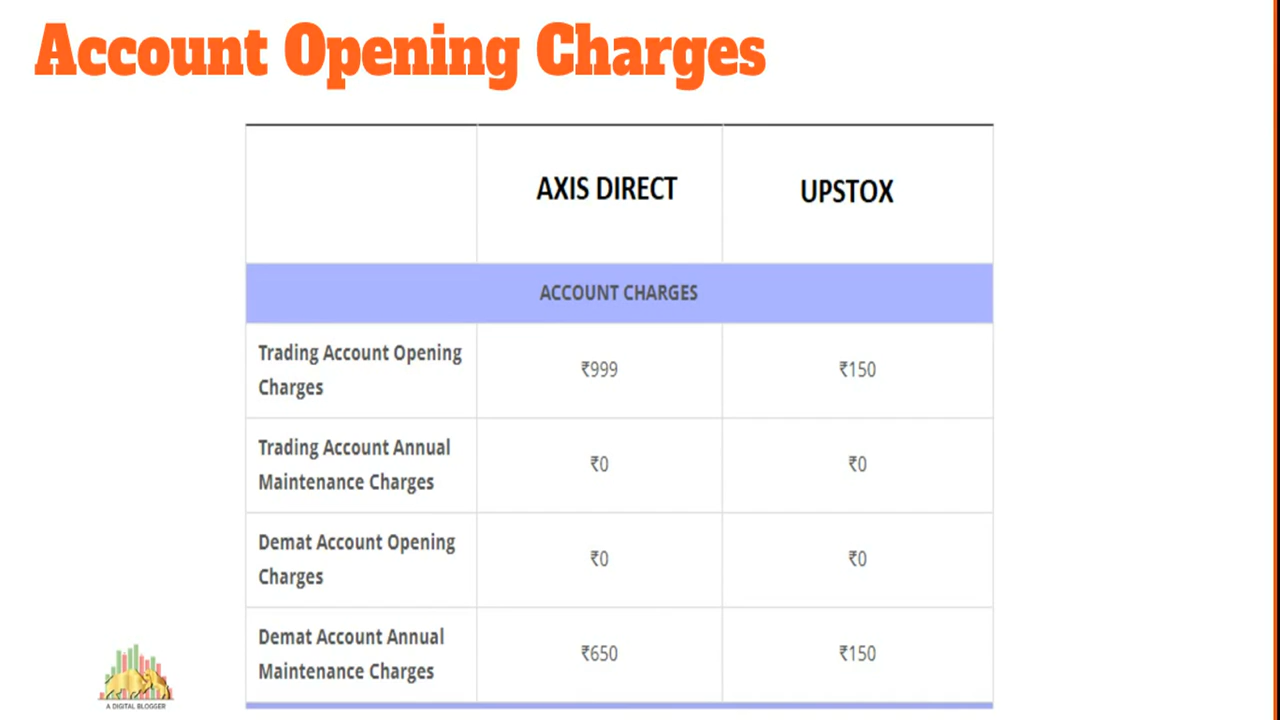 Account Opening Charges
AXIS DIRECT
UPSTOX
ACCOUNT CHARGES
Trading Account Opening
Charges
₹999
₹150
Trading Account Annual
Maintenance Charges
₹0
₹0
Demat Account Opening
Charges
₹0
₹0
Demat Account Annual
Maintenance Charges
₹650
₹150
A DIGITAL BLOGGER